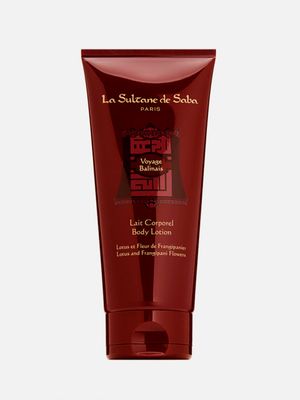 La Sultane de Saba
PARIS
Voyage
Balinais
Lait Corporel
Body Lotion
Lotus et Fleur de Frangipanier
Lotus and Frangipani Flowers